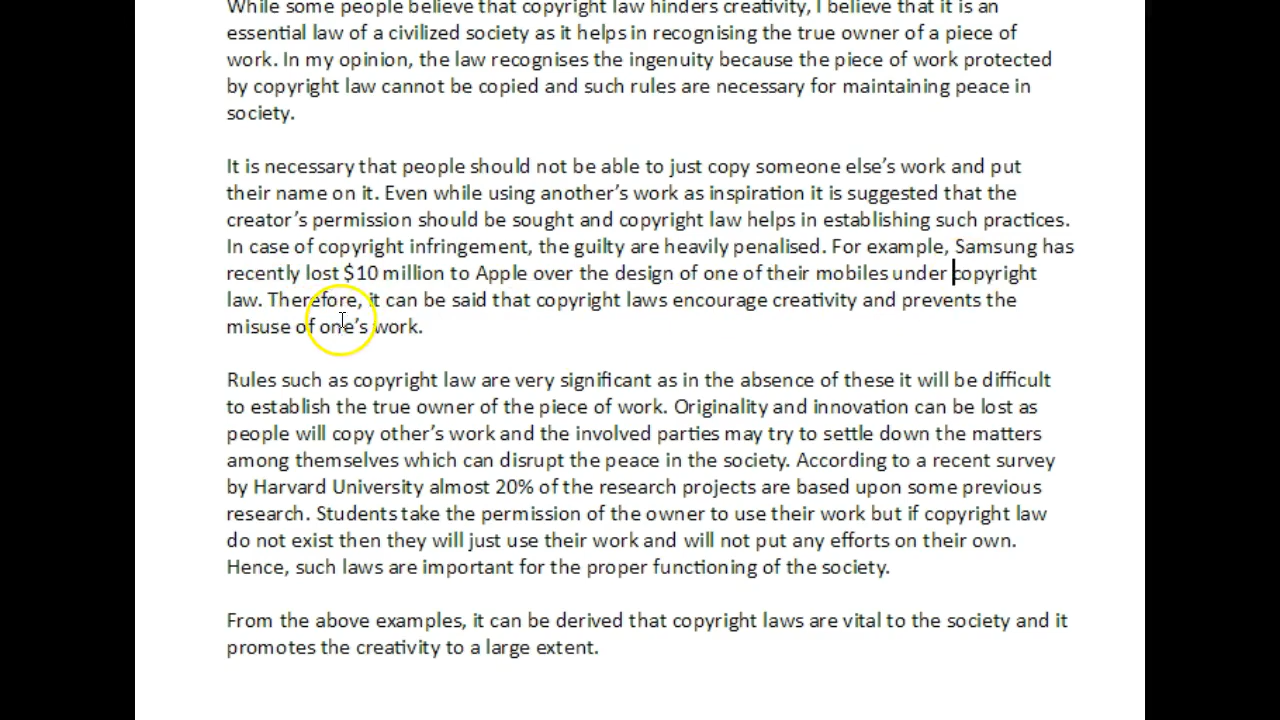 While some people believe that copyright law hinders creativity, I believe that it is an
essential law of a civilized society as it helps in recognising the true owner of a piece of
work. In my opinion, the law recognises the ingenuity because the piece of work protected
by copyright law cannot be copied and such rules are necessary for maintaining peace in
society.
It is necessary that people should not be able to just copy someone else’s work and put
their name on it. Even while using another’s work as inspiration it is suggested that the
creator’s permission should be sought and copyright law helps in establishing such practices.
In case of copyright infringement, the guilty are heavily penalised. For example, Samsung has
recently lost $10 million to Apple over the design of one of their mobiles under copyright
law. Therefore, it can be said that copyright laws encourage creativity and prevents the
misuse of one’s work.
Rules such as copyright law are very significant as in the absence of these it will be difficult
to establish the true owner of the piece of work. Originality and innovation can be lost as
people will copy other’s work and the involved parties may try to settle down the matters
among themselves which can disrupt the peace in the society. According to a recent survey
by Harvard University almost 20% of the research projects are based upon some previous
research. Students take the permission of the owner to use their work but if copyright law
do not exist then they will just use their work and will not put any efforts on their own.
Hence, such laws are important for the proper functioning of the society.
From the above examples, it can be derived that copyright laws are vital to the society and it
promotes the creativity to a large extent.